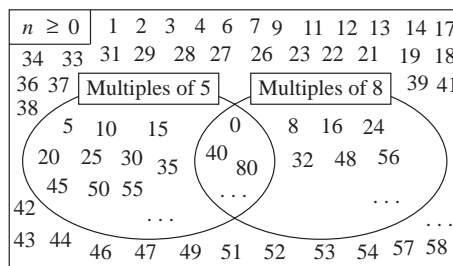 n ≥ 0 1 2 3 4 6 7 9 11 12 13 14 17
34 33 31 29 28 27 26 23 22 21 19 18
36 37 Multiples of 5 Multiples of 8 39 41
38
5 10 15 0 8 16 24
20 25 30 35 40 80 32 48 56
45 50 55 . . . . . .
42 . . . . . .
43 44 46 47 49 51 52 53 54 57 58